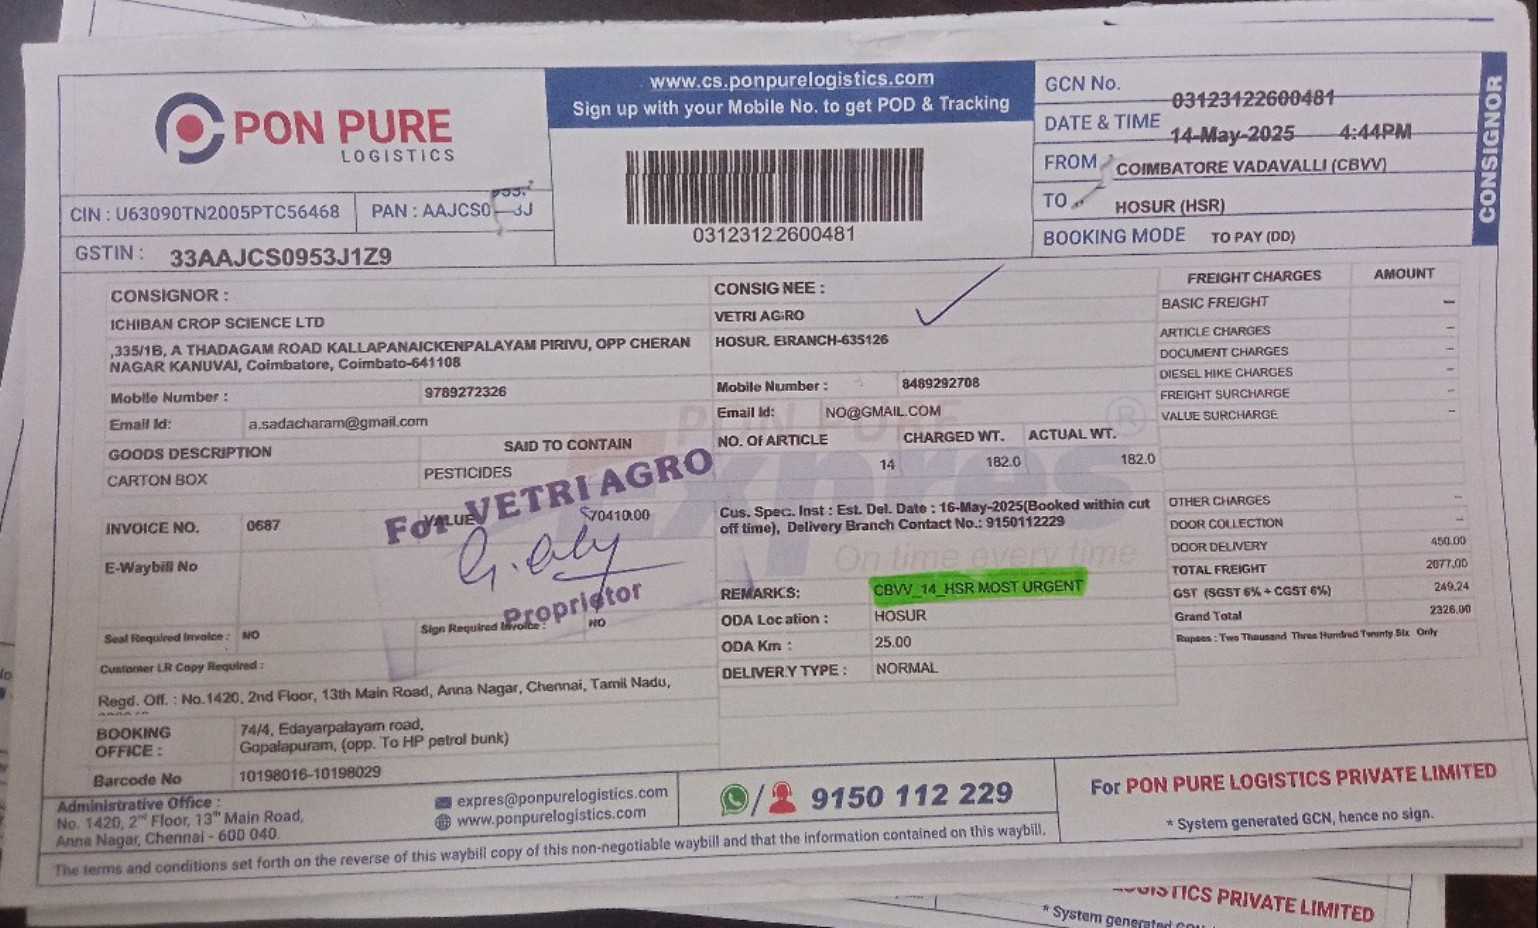 PON PURE
LOGISTICS
www.cs.ponpurelogistics.com
Sign up with your Mobile No. to get POD & Tracking
03123122600481
GCN No. 03123122600481
DATE & TIME 14-May-2025 4:44PM
FROM COIMBATORE VADAVALLI (CBVV)
TO HOSUR (HSR)
BOOKING MODE TO PAY (DD)
CONSIGNOR
CIN : U63090TN2005PTC56468
PAN : AAJCS0
GSTIN : 33AAJCS0953J1Z9
CONSIGNOR :
ICHIBAN CROP SCIENCE LTD
,335/1B, A THADAGAM ROAD KALLAPANAICKENPALAYAM PIRIVU, OPP CHERAN
NAGAR KANUVAI, Coimbatore, Coimbato-641108
Mobile Number : 9789272326
Email Id: a.sadacharam@gmail.com
GOODS DESCRIPTION SAID TO CONTAIN
CARTON BOX PESTICIDES
INVOICE NO. 0687 VALUE 70410.00
E-Waybill No
For VETRI AGRO
Proprietor
Seal Required Invoice : NO Sign Required Invoice : NO
Customer LR Copy Required :
Regd. Off. : No.1420, 2nd Floor, 13th Main Road, Anna Nagar, Chennai, Tamil Nadu,
BOOKING OFFICE : 74/4, Edayarpalayam road,
Gopalapuram, (opp. To HP petrol bunk)
Barcode No 10198016-10198029
CONSIG NEE :
VETRI AGRO
HOSUR. BRANCH-635126
Mobile Number : 8489292708
Email Id: NO@GMAIL.COM
NO. Of ARTICLE CHARGED WT. ACTUAL WT.
14 182.0 182.0
PON PURE
Expres
On time every time
Cus. Spec. Inst : Est. Del. Date : 16-May-2025(Booked within cut
off time), Delivery Branch Contact No.: 9150112229
REMARKS: CBVV_14_HSR MOST URGENT
ODA Location : HOSUR
ODA Km : 25.00
DELIVERY TYPE : NORMAL
FREIGHT CHARGES AMOUNT
BASIC FREIGHT –
ARTICLE CHARGES –
DOCUMENT CHARGES –
DIESEL HIKE CHARGES –
FREIGHT SURCHARGE –
VALUE SURCHARGE –
OTHER CHARGES –
DOOR COLLECTION –
DOOR DELIVERY 450.00
TOTAL FREIGHT 2077.00
GST (SGST 6% + CGST 6%) 249.24
Grand Total 2326.00
Rupees : Two Thousand Three Hundred Twenty Six Only
Administrative Office :
No. 1420, 2nd Floor, 13th Main Road,
Anna Nagar, Chennai - 600 040.
expres@ponpurelogistics.com
www.ponpurelogistics.com
/ 9150 112 229
For PON PURE LOGISTICS PRIVATE LIMITED
* System generated GCN, hence no sign.
The terms and conditions set forth on the reverse of this waybill copy of this non-negotiable waybill and that the information contained on this waybill.
LOGISTICS PRIVATE LIMITED
* System generated